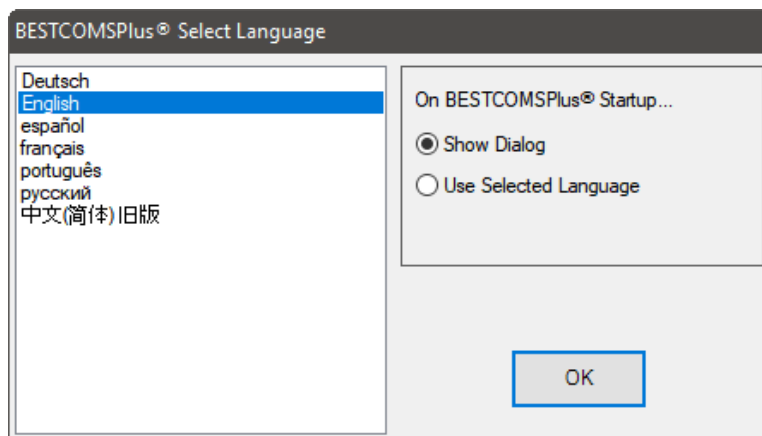 BESTCOMSPlus® Select Language
Deutsch
English
español
français
português
русский
中文(简体)旧版
On BESTCOMSPlus® Startup...
Show Dialog
Use Selected Language
OK